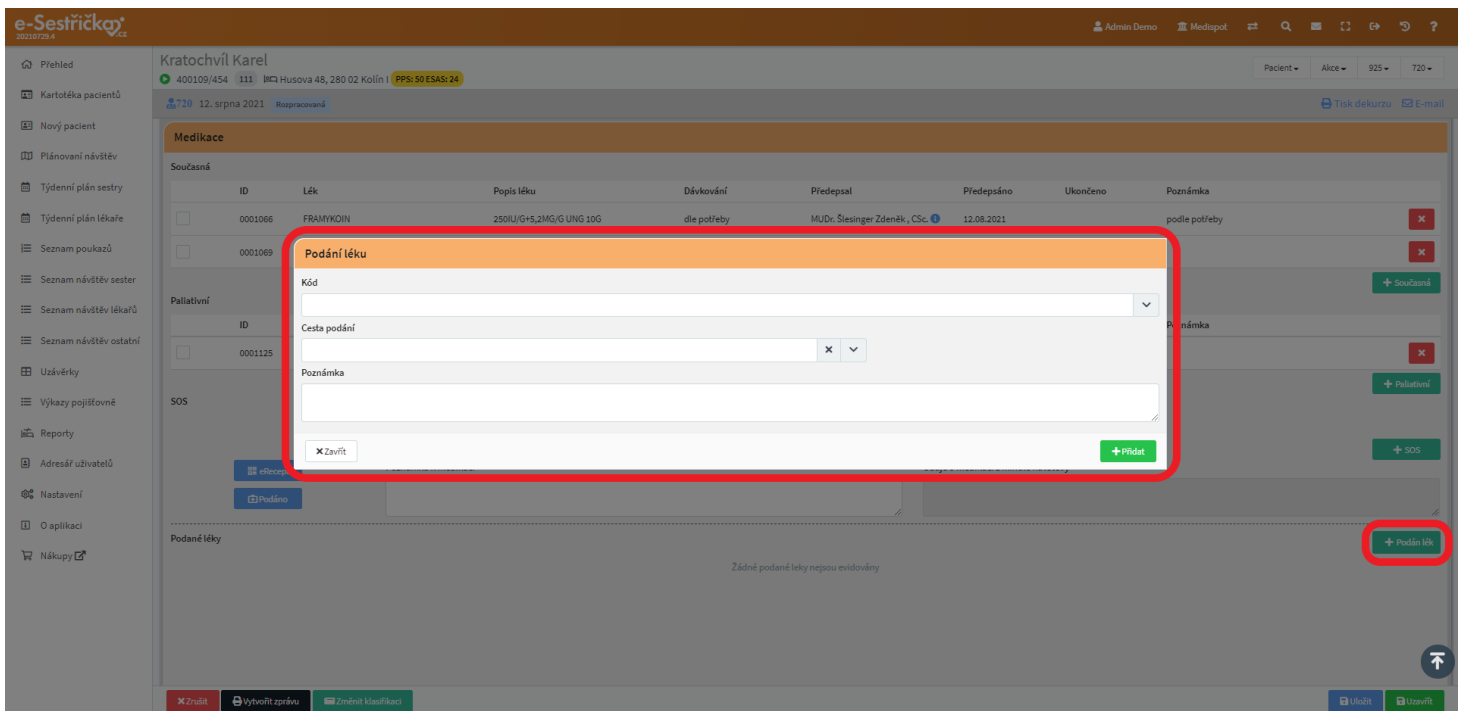 e-Sestřička.cz
20210729.4
Admin Demo Medispot
Přehled
Kartotéka pacientů
Nový pacient
Plánovaní návštěv
Týdenní plán sestry
Týdenní plán lékaře
Seznam poukazů
Seznam návštěv sester
Seznam návštěv lékařů
Seznam návštěv ostatní
Uzávěrky
Výkazy pojišťovně
Reporty
Adresář uživatelů
Nastavení
O aplikaci
Nákupy
Kratochvíl Karel
400109/454 111 Husova 48, 280 02 Kolín I PPS: 50 ESAS: 24
Pacient Akce 925 720
720 12. srpna 2021 Rozpracovaná
Tisk dekurzu E-mail
Medikace
Současná
ID Lék Popis léku Dávkování Předepsal Předepsáno Ukončeno Poznámka
0001066 FRAMYKOIN 250IU/G+5,2MG/G UNG 10G dle potřeby MUDr. Šlesinger Zdeněk , CSc. 12.08.2021 podle potřeby
0001069
Současná
Paliativní
ID
0001125
Paliativní
SOS
SOS
Podání léku
Kód
Cesta podání
Poznámka
Zavřít
Přidat
Podáno
Podané léky
Podán lék
Žádné podané leky nejsou evidovány
Zrušit Vytvořit zprávu Změnit klasifikaci
Uložit Uzavřít